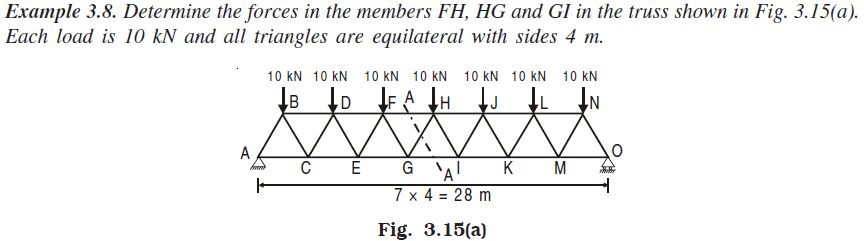 Example 3.8. Determine the forces in the members FH, HG and GI in the truss shown in Fig. 3.15(a).
Each load is 10 kN and all triangles are equilateral with sides 4 m.
10 kN 10 kN 10 kN 10 kN 10 kN 10 kN 10 kN
B D F A H J L N
A C E G A I K M O
7 × 4 = 28 m
Fig. 3.15(a)